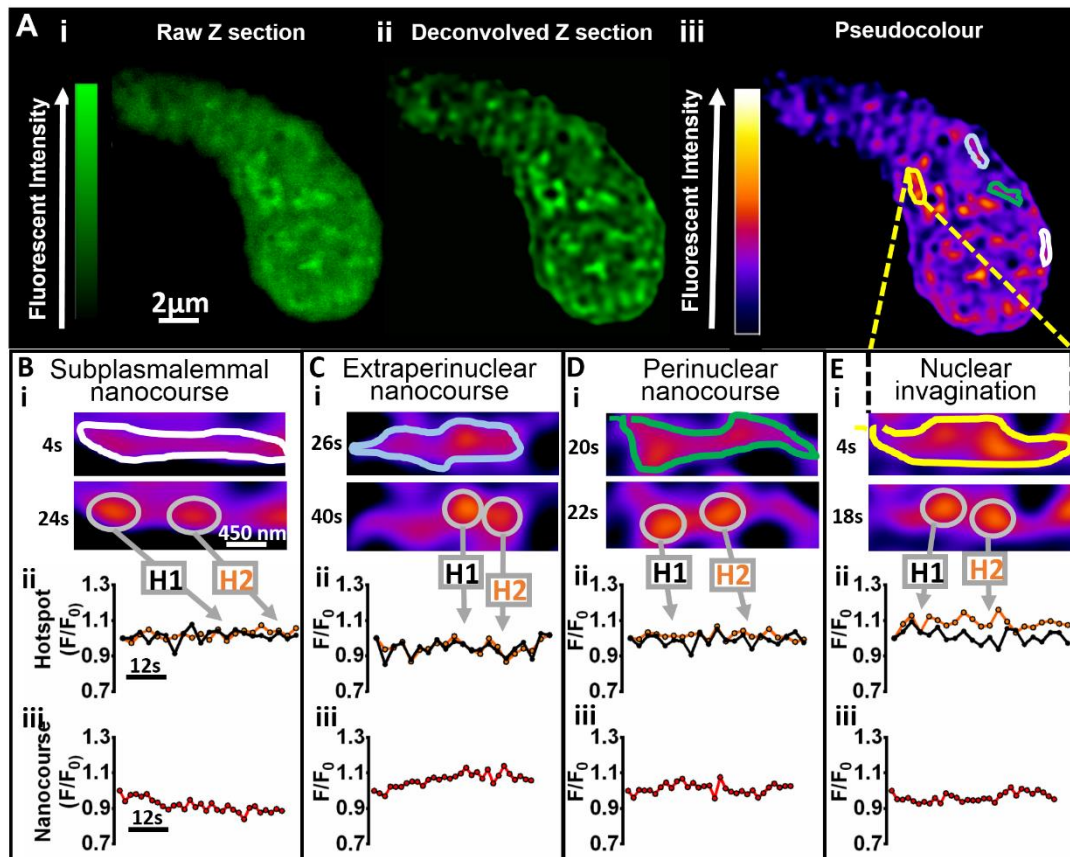 A
i
Raw Z section
ii
Deconvolved Z section
iii
Pseudocolour
Fluorescent Intensity
Fluorescent Intensity
2µm
B
Subplasmalemmal
nanocourse
i
4s
24s
450 nm
H1
H2
ii
Hotspot
(F/F0)
1.3
1.1
0.9
0.7
12s
iii
Nanocourse
(F/F0)
1.3
1.1
0.9
0.7
12s
C
Extraperinuclear
nanocourse
i
26s
40s
H1
H2
ii
F/F0
1.3
1.1
0.9
0.7
iii
F/F0
1.3
1.1
0.9
0.7
D
Perinuclear
nanocourse
i
20s
22s
H1
H2
ii
F/F0
1.3
1.1
0.9
0.7
iii
F/F0
1.3
1.1
0.9
0.7
E
Nuclear
invagination
i
4s
18s
H1
H2
ii
F/F0
1.3
1.1
0.9
0.7
iii
F/F0
1.3
1.1
0.9
0.7